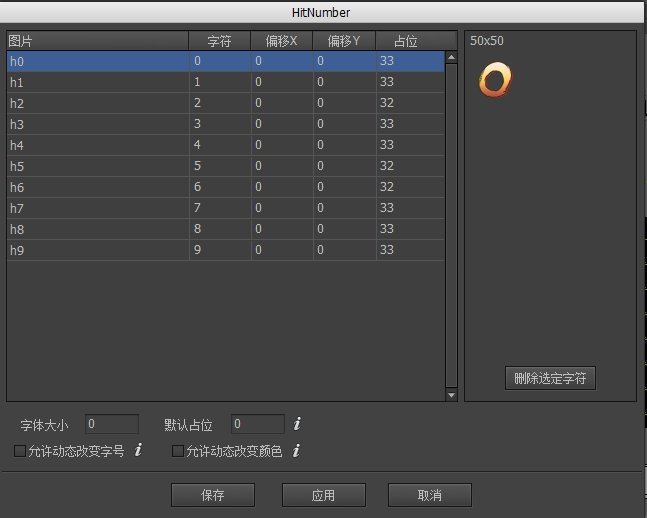 HitNumber
图片 字符 偏移X 偏移Y 占位
50x50
h0 0 0 0 33
h1 1 0 0 33
h2 2 0 0 32
h3 3 0 0 33
h4 4 0 0 33
h5 5 0 0 32
h6 6 0 0 32
h7 7 0 0 33
h8 8 0 0 33
h9 9 0 0 33
删除选定字符
字体大小 0 默认占位 0 i
允许动态改变字号 i 允许动态改变颜色 i
保存 应用 取消